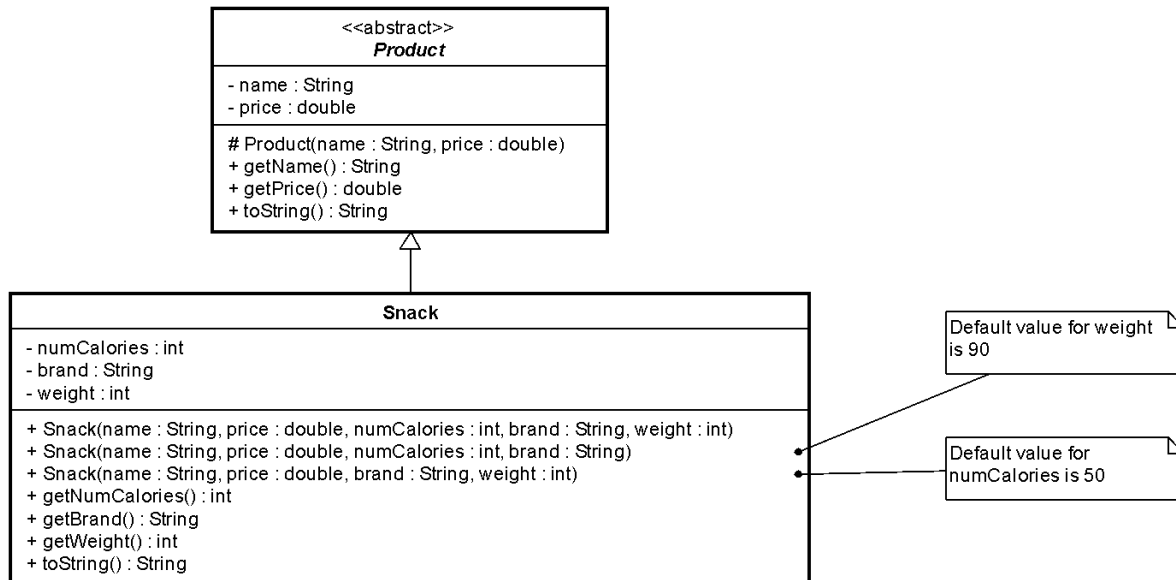 <<abstract>>
Product
- name : String
- price : double
# Product(name : String, price : double)
+ getName() : String
+ getPrice() : double
+ toString() : String
Snack
- numCalories : int
- brand : String
- weight : int
+ Snack(name : String, price : double, numCalories : int, brand : String, weight : int)
+ Snack(name : String, price : double, numCalories : int, brand : String)
+ Snack(name : String, price : double, brand : String, weight : int)
+ getNumCalories() : int
+ getBrand() : String
+ getWeight() : int
+ toString() : String
Default value for weight
is 90
Default value for
numCalories is 50